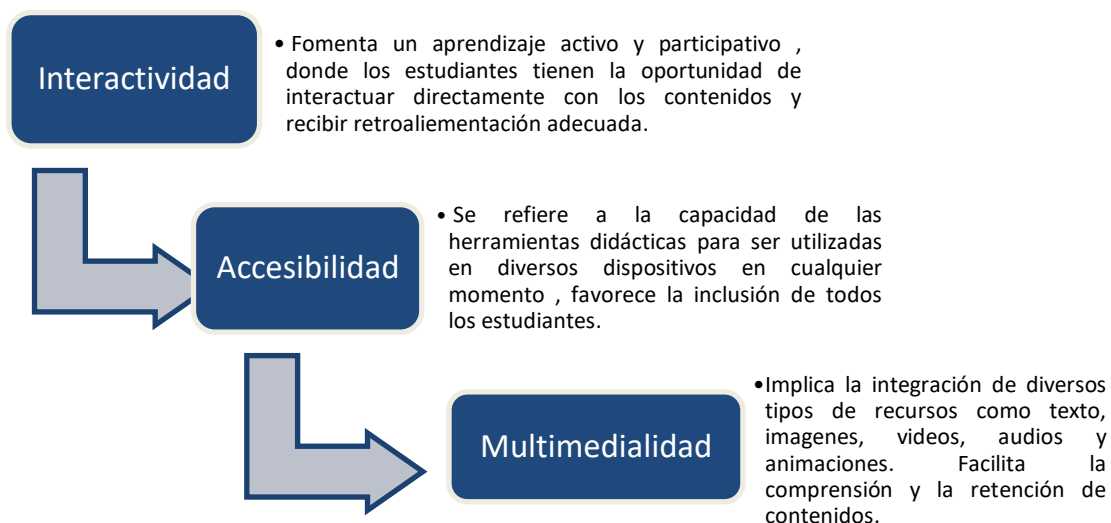 Interactividad
• Fomenta un aprendizaje activo y participativo ,
donde los estudiantes tienen la oportunidad de
interactuar directamente con los contenidos y
recibir retroaliementación adecuada.
Accesibilidad
• Se refiere a la capacidad de las
herramientas didácticas para ser utilizadas
en diversos dispositivos en cualquier
momento , favorece la inclusión de todos
los estudiantes.
Multimedialidad
•Implica la integración de diversos
tipos de recursos como texto,
imagenes, videos, audios y
animaciones. Facilita la
comprensión y la retención de
contenidos.